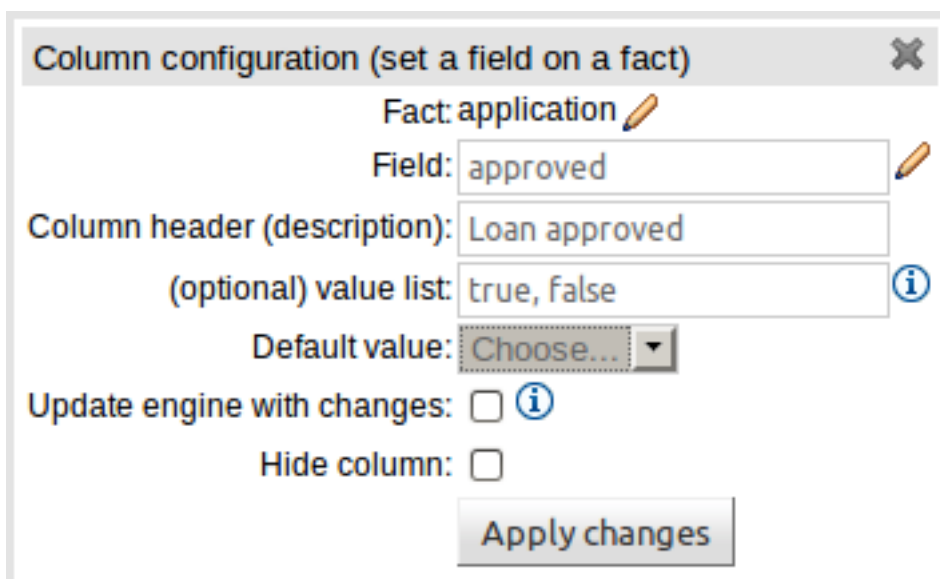 Column configuration (set a field on a fact)
Fact: application
Field: approved
Column header (description): Loan approved
(optional) value list: true, false
Default value: Choose...
Update engine with changes:
Hide column:
Apply changes